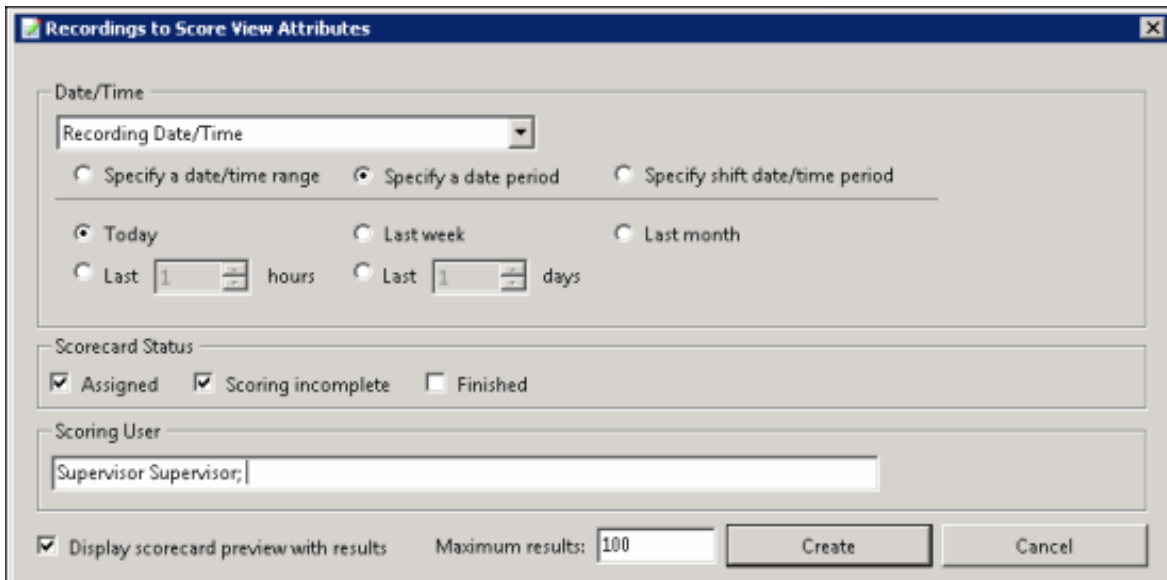 Recordings to Score View Attributes
Date/Time
Recording Date/Time
Specify a date/time range Specify a date period Specify shift date/time period
Today Last week Last month
Last 1 hours Last 1 days
Scorecard Status
Assigned Scoring incomplete Finished
Scoring User
Supervisor Supervisor;
Display scorecard preview with results Maximum results: 100 Create Cancel